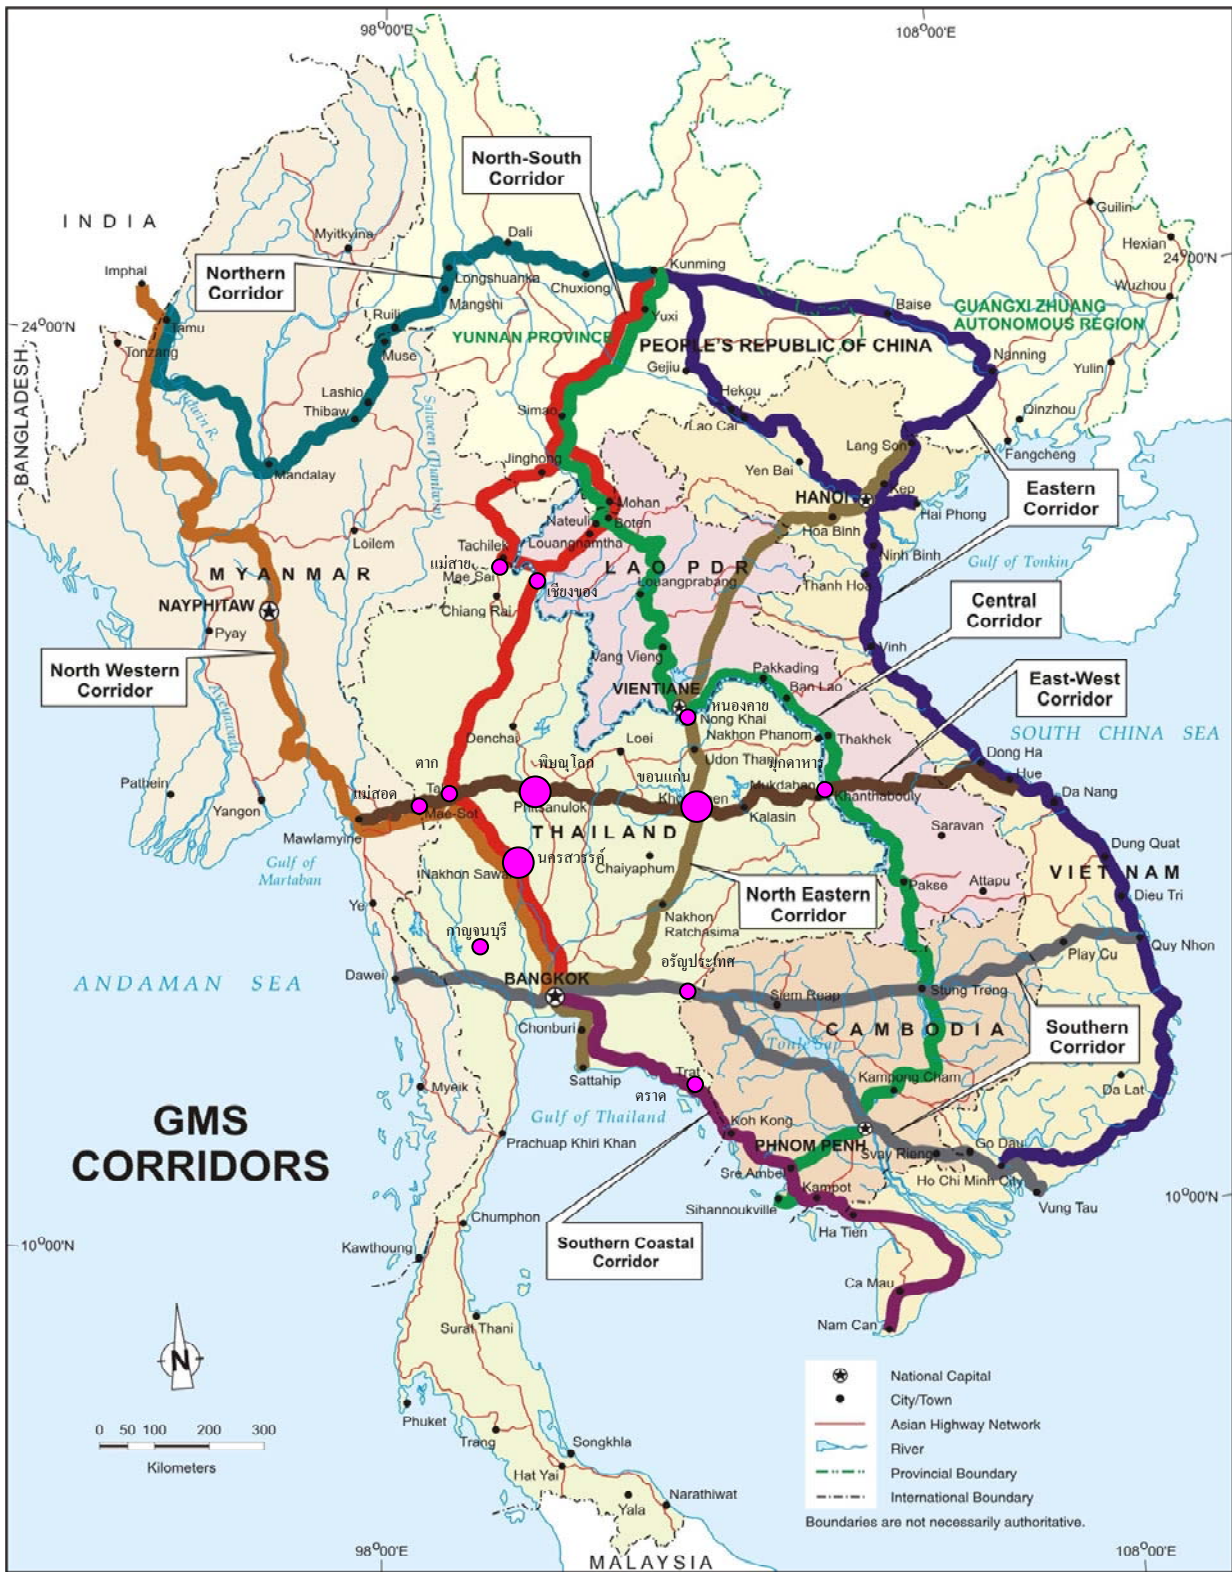 98°00'E
108°00'E
North-South
Corridor
INDIA
Guilin
Myitkyina
Dali
Hexian
Imphal
Northern
Corridor
Longshuanka
Kunming
24°00'N
Chuxiong
Wuzhou
Mangshi
Baise
GUANGXI ZHUANG
AUTONOMOUS REGION
Tamu
Ruili
Yuxi
24°00'N
YUNNAN PROVINCE
PEOPLE'S REPUBLIC OF CHINA
Tonzang
Muse
Gejiu
Nanning
Yulin
BANGLADESH
Lashio
Hekou
Thibaw
Simao
Qinzhou
Chindwin R.
Salween (Thanlwin)
Lao Cai
Lang Son
Fangcheng
Mandalay
Jinghong
Yen Bai
HANOI
Kep
Eastern
Corridor
Mohan
Hai Phong
Nateuil
Boten
Hoa Binh
Loilem
Louangnamtha
Ninh Binh
Tachilek
Gulf of Tonkin
แม่สาย
LAO PDR
MYANMAR
Mae Sai
Louangprabang
Thanh Hoa
เชียงของ
Central
Corridor
NAYPHITAW
Chiang Rai
Pyay
Vinh
Vang Vieng
North Western
Corridor
Pakkading
VIENTIANE
Ban Lao
East-West
Corridor
หนองคาย
Ayeyawady
Nong Khai
SOUTH CHINA SEA
Denchai
Nakhon Phanom
Thakhek
Loei
Dong Ha
ตาก
พิษณุโลก
Udon Thani
ขอนแก่น
มุกดาหาร
Hue
Pathein
Mukdahan
แม่สอด
Da Nang
Yangon
Mae-Sot
Phitsanulok
Khanthabouly
Kalasin
Mawlamyine
THAILAND
Saravan
นครสวรรค์
Chaiyaphum
Dung Quat
Gulf of
Martaban
Nakhon Sawan
VIETNAM
Pakse
Attapu
North Eastern
Corridor
Dieu Tri
Ye
Nakhon
Ratchasima
กาญจนบุรี
Play Cu
Quy Nhon
อรัญประเทศ
Dawei
BANGKOK
ANDAMAN SEA
Siem Reap
Stung Treng
Chonburi
CAMBODIA
Southern
Corridor
Tonle Sap
Sattahip
Trat
Kampong Cham
Da Lat
Myeik
ตราด
Gulf of Thailand
GMS
CORRIDORS
Koh Kong
Prachuap Khiri Khan
PHNOM PENH
Go Dau
Svay Rieng
Sre Ambel
Ho Chi Minh City
Kampot
10°00'N
Sihannoukville
Vung Tau
Chumphon
Ha Tien
10°00'N
Kawthoung
Southern Coastal
Corridor
Ca Mau
Surat Thani
Nam Can
N
National Capital
City/Town
Phuket
Asian Highway Network
0 50 100 200 300
Trang
Songkhla
River
Kilometers
Hat Yai
Provincial Boundary
Yala
Narathiwat
International Boundary
Boundaries are not necessarily authoritative.
98°00'E
108°00'E
MALAYSIA